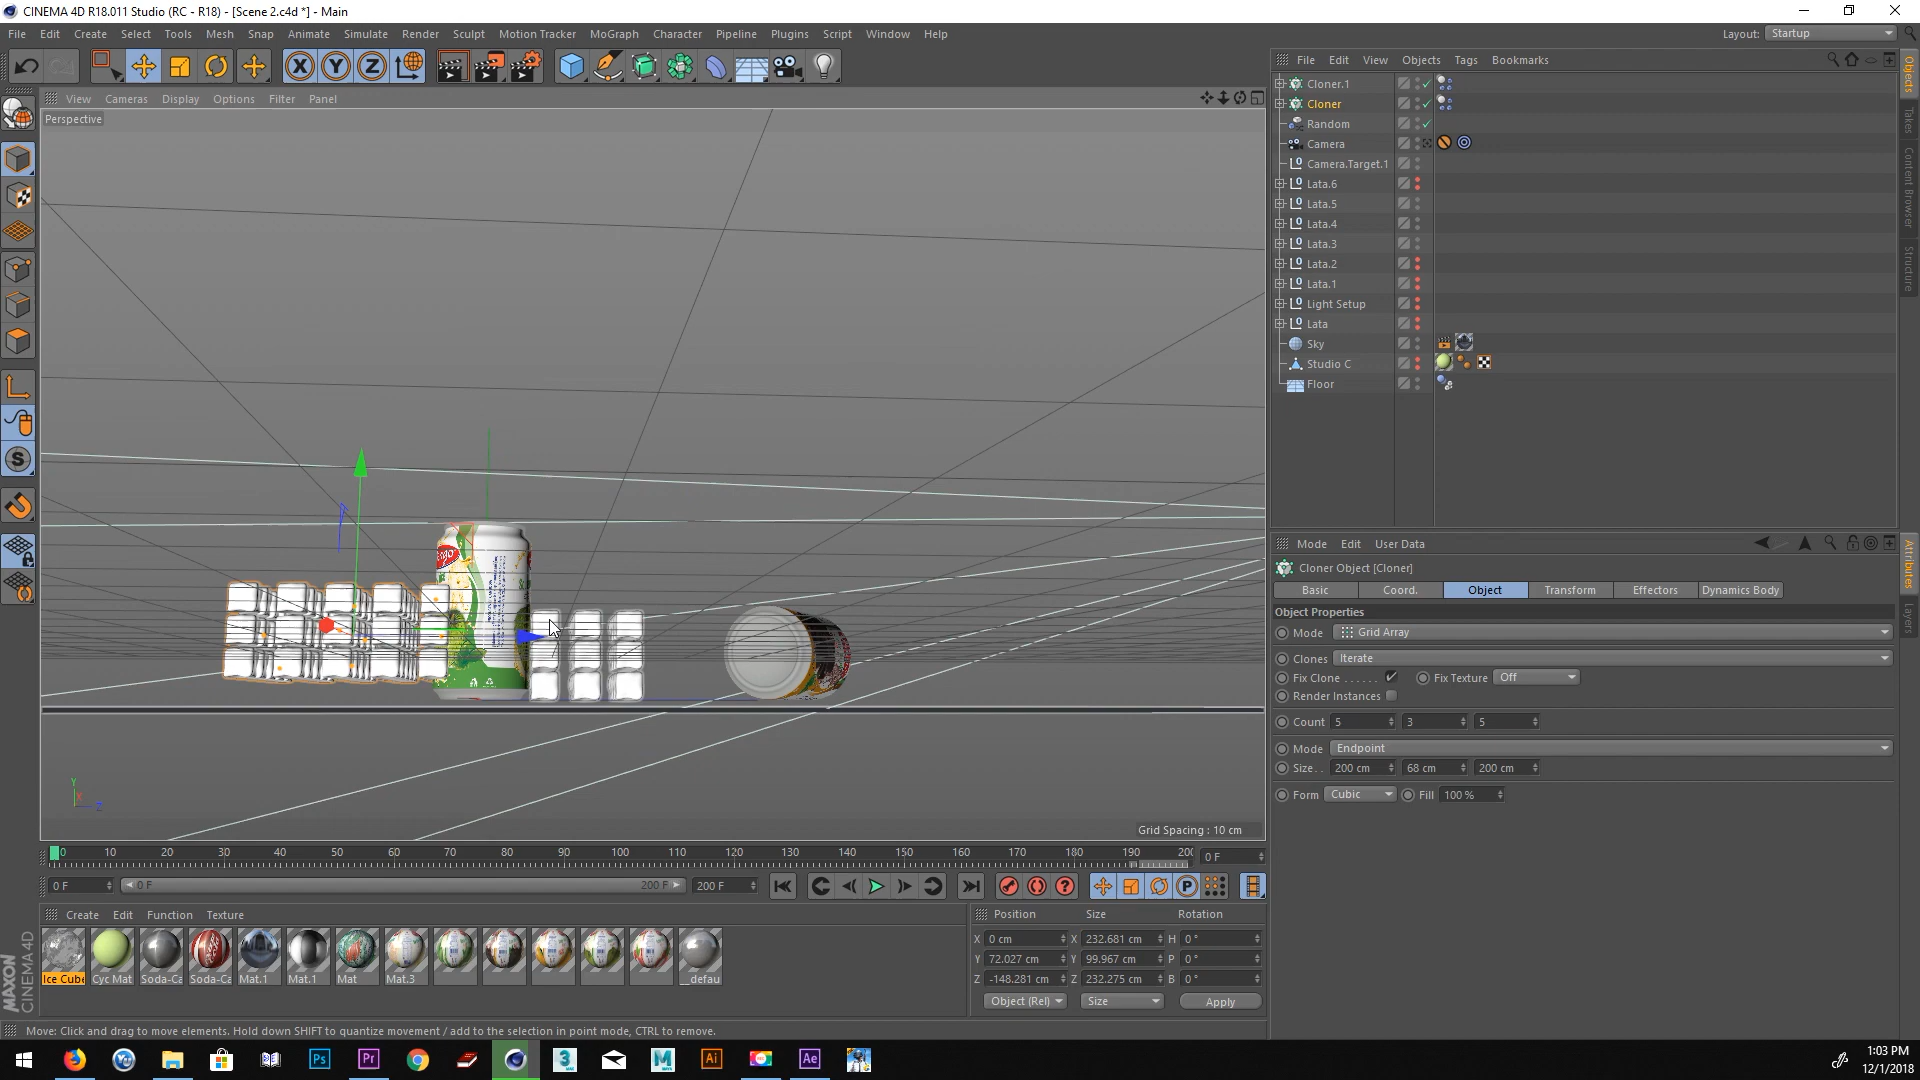 CINEMA 4D R18.011 Studio (RC - R18) - [Scene 2.c4d *] - Main
File Edit Create Select Tools Mesh Snap Animate Simulate Render Sculpt Motion Tracker MoGraph Character Pipeline Plugins Script Window Help Layout: Startup
File Edit View Objects Tags Bookmarks
View Cameras Display Options Filter Panel
Perspective
Cloner.1
Cloner
Random
Camera
Camera.Target.1
Lata.6
Lata.5
Lata.4
Lata.3
Lata.2
Lata.1
Light Setup
Lata
Sky
Studio C
Floor
Objects
Takes
Content Browser
Structure
Mode Edit User Data
Cloner Object [Cloner]
Basic Coord. Object Transform Effectors Dynamics Body
Object Properties
Mode Grid Array
Clones Iterate
Fix Clone . . . . . . Fix Texture Off
Render Instances
Count 5 3 5
Mode Endpoint
Size. . 200 cm 68 cm 200 cm
Form Cubic Fill 100 %
Attributes
Layers
Y
X
Z
Grid Spacing : 10 cm
0 10 20 30 40 50 60 70 80 90 100 110 120 130 140 150 160 170 180 190 200 0 F
0 F 0 F 200 F 200 F
Create Edit Function Texture
Ice Cube Cyc Mat Soda-Ca Soda-Ca Mat.1 Mat.1 Mat Mat.3 __defau
Position Size Rotation
X 0 cm X 232.681 cm H 0 °
Y 72.027 cm Y 99.967 cm P 0 °
Z -148.281 cm Z 232.275 cm B 0 °
Object (Rel) Size Apply
MAXON
CINEMA 4D
Move: Click and drag to move elements. Hold down SHIFT to quantize movement / add to the selection in point mode, CTRL to remove.
1:03 PM
12/1/2018